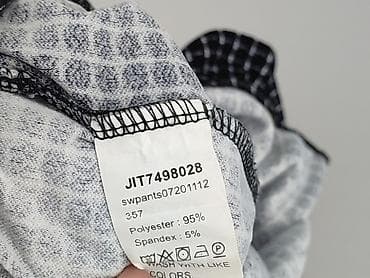 JIT7498028
swpants07201112
357
Polyester : 95%
Spandex : 5%
WASH WITH LIKE
COLORS